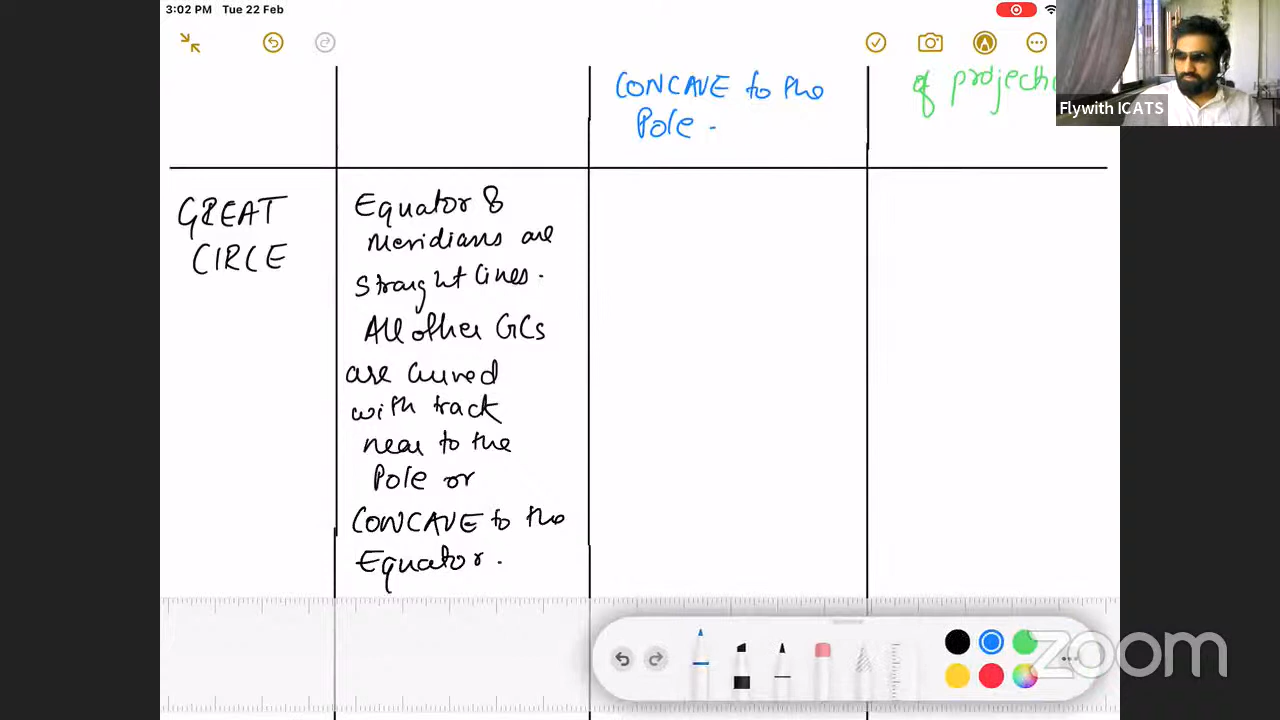 3:02 PM Tue 22 Feb
CONCAVE to the
Pole.
of projecti
Flywith ICATS
GREAT
CIRCE
Equator &
Meridians are
straight lines.
All other GCs
are curved
with track
near to the
Pole or
CONCAVE to the
Equator.
zoom